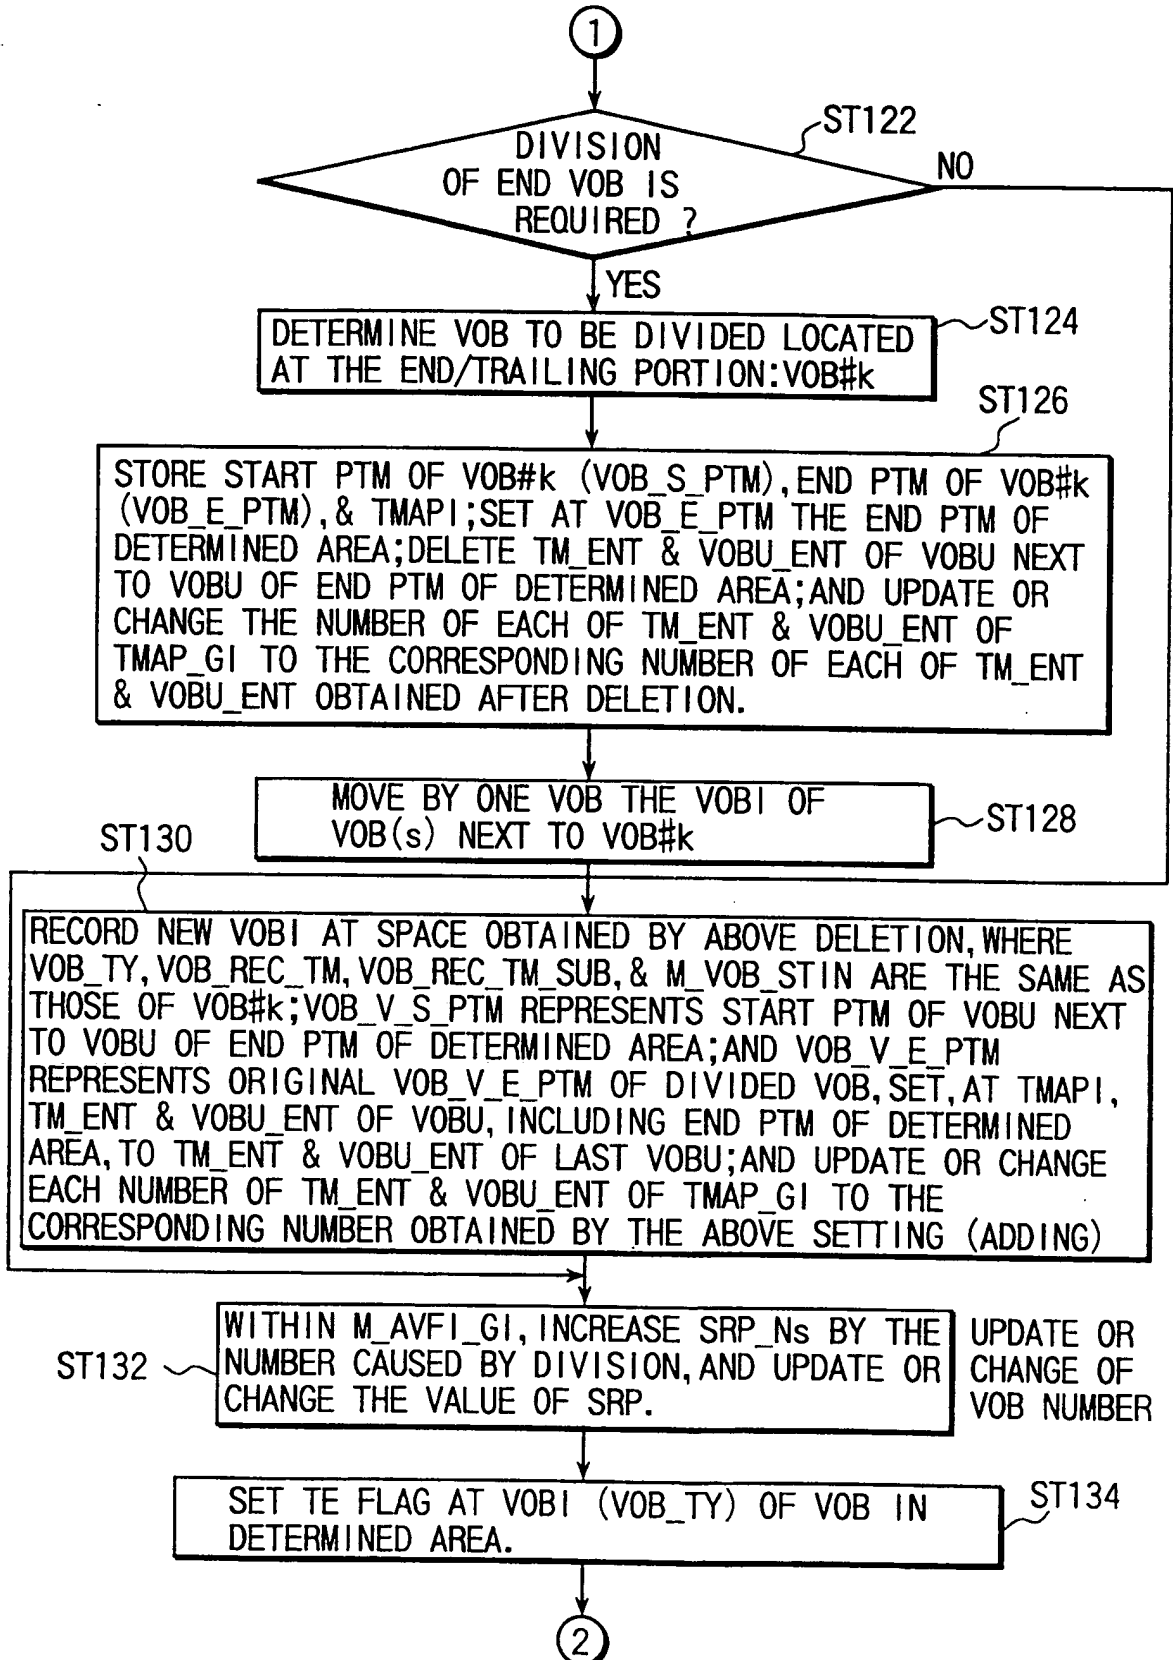 1
ST122
DIVISION
OF END VOB IS
REQUIRED ?
NO
YES
ST124
DETERMINE VOB TO BE DIVIDED LOCATED
AT THE END/TRAILING PORTION:VOB#k
ST126
STORE START PTM OF VOB#k (VOB_S_PTM), END PTM OF VOB#k
(VOB_E_PTM), & TMAPI;SET AT VOB_E_PTM THE END PTM OF
DETERMINED AREA;DELETE TM_ENT & VOBU_ENT OF VOBU NEXT
TO VOBU OF END PTM OF DETERMINED AREA;AND UPDATE OR
CHANGE THE NUMBER OF EACH OF TM_ENT & VOBU_ENT OF
TMAP_GI TO THE CORRESPONDING NUMBER OF EACH OF TM_ENT
& VOBU_ENT OBTAINED AFTER DELETION.
MOVE BY ONE VOB THE VOBI OF
VOB(s) NEXT TO VOB#k
ST128
ST130
RECORD NEW VOBI AT SPACE OBTAINED BY ABOVE DELETION, WHERE
VOB_TY, VOB_REC_TM, VOB_REC_TM_SUB, & M_VOB_STIN ARE THE SAME AS
THOSE OF VOB#k;VOB_V_S_PTM REPRESENTS START PTM OF VOBU NEXT
TO VOBU OF END PTM OF DETERMINED AREA;AND VOB_V_E_PTM
REPRESENTS ORIGINAL VOB_V_E_PTM OF DIVIDED VOB, SET, AT TMAPI,
TM_ENT & VOBU_ENT OF VOBU, INCLUDING END PTM OF DETERMINED
AREA, TO TM_ENT & VOBU_ENT OF LAST VOBU;AND UPDATE OR CHANGE
EACH NUMBER OF TM_ENT & VOBU_ENT OF TMAP_GI TO THE
CORRESPONDING NUMBER OBTAINED BY THE ABOVE SETTING (ADDING)
ST132
WITHIN M_AVFI_GI, INCREASE SRP_Ns BY THE
NUMBER CAUSED BY DIVISION, AND UPDATE OR
CHANGE THE VALUE OF SRP.
UPDATE OR
CHANGE OF
VOB NUMBER
SET TE FLAG AT VOBI (VOB_TY) OF VOB IN
DETERMINED AREA.
ST134
2